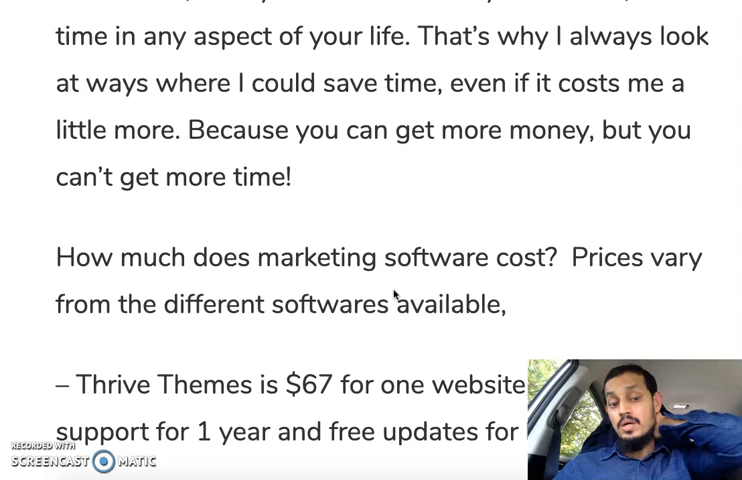 time in any aspect of your life. That's why I always look
at ways where I could save time, even if it costs me a
little more. Because you can get more money, but you
can't get more time!
How much does marketing software cost?  Prices vary
from the different softwares available,
– Thrive Themes is $67 for one website
support for 1 year and free updates for
RECORDED WITH
SCREENCAST MATIC